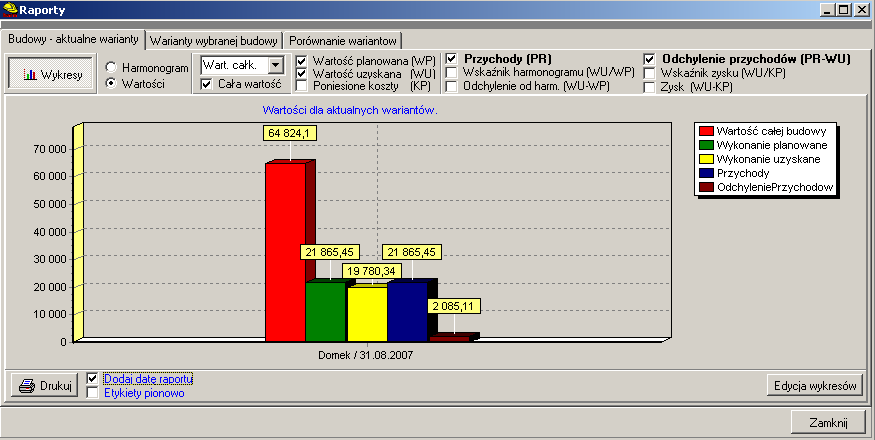 Raporty
Budowy - aktualne warianty
Warianty wybranej budowy
Porównanie wariantow
Wykresy
Harmonogram
Wartości
Wart. całk.
Cała wartość
Wartość planowana (WP)
Wartość uzyskana (WU)
Poniesione koszty (KP)
Przychody (PR)
Wskaźnik harmonogramu (WU/WP)
Odchylenie od harm. (WU-WP)
Odchylenie przychodów (PR-WU)
Wskaźnik zysku (WU/KP)
Zysk (WU-KP)
Wartości dla aktualnych wariantów.
70 000
60 000
50 000
40 000
30 000
20 000
10 000
0
64 824,1
21 865,45
19 780,34
21 865,45
2 085,11
Domek / 31.08.2007
Wartość całej budowy
Wykonanie planowane
Wykonanie uzyskane
Przychody
OdchyleniePrzychodow
Drukuj
Dodaj datę raportu
Etykiety pionowo
Edycja wykresów
Zamknij